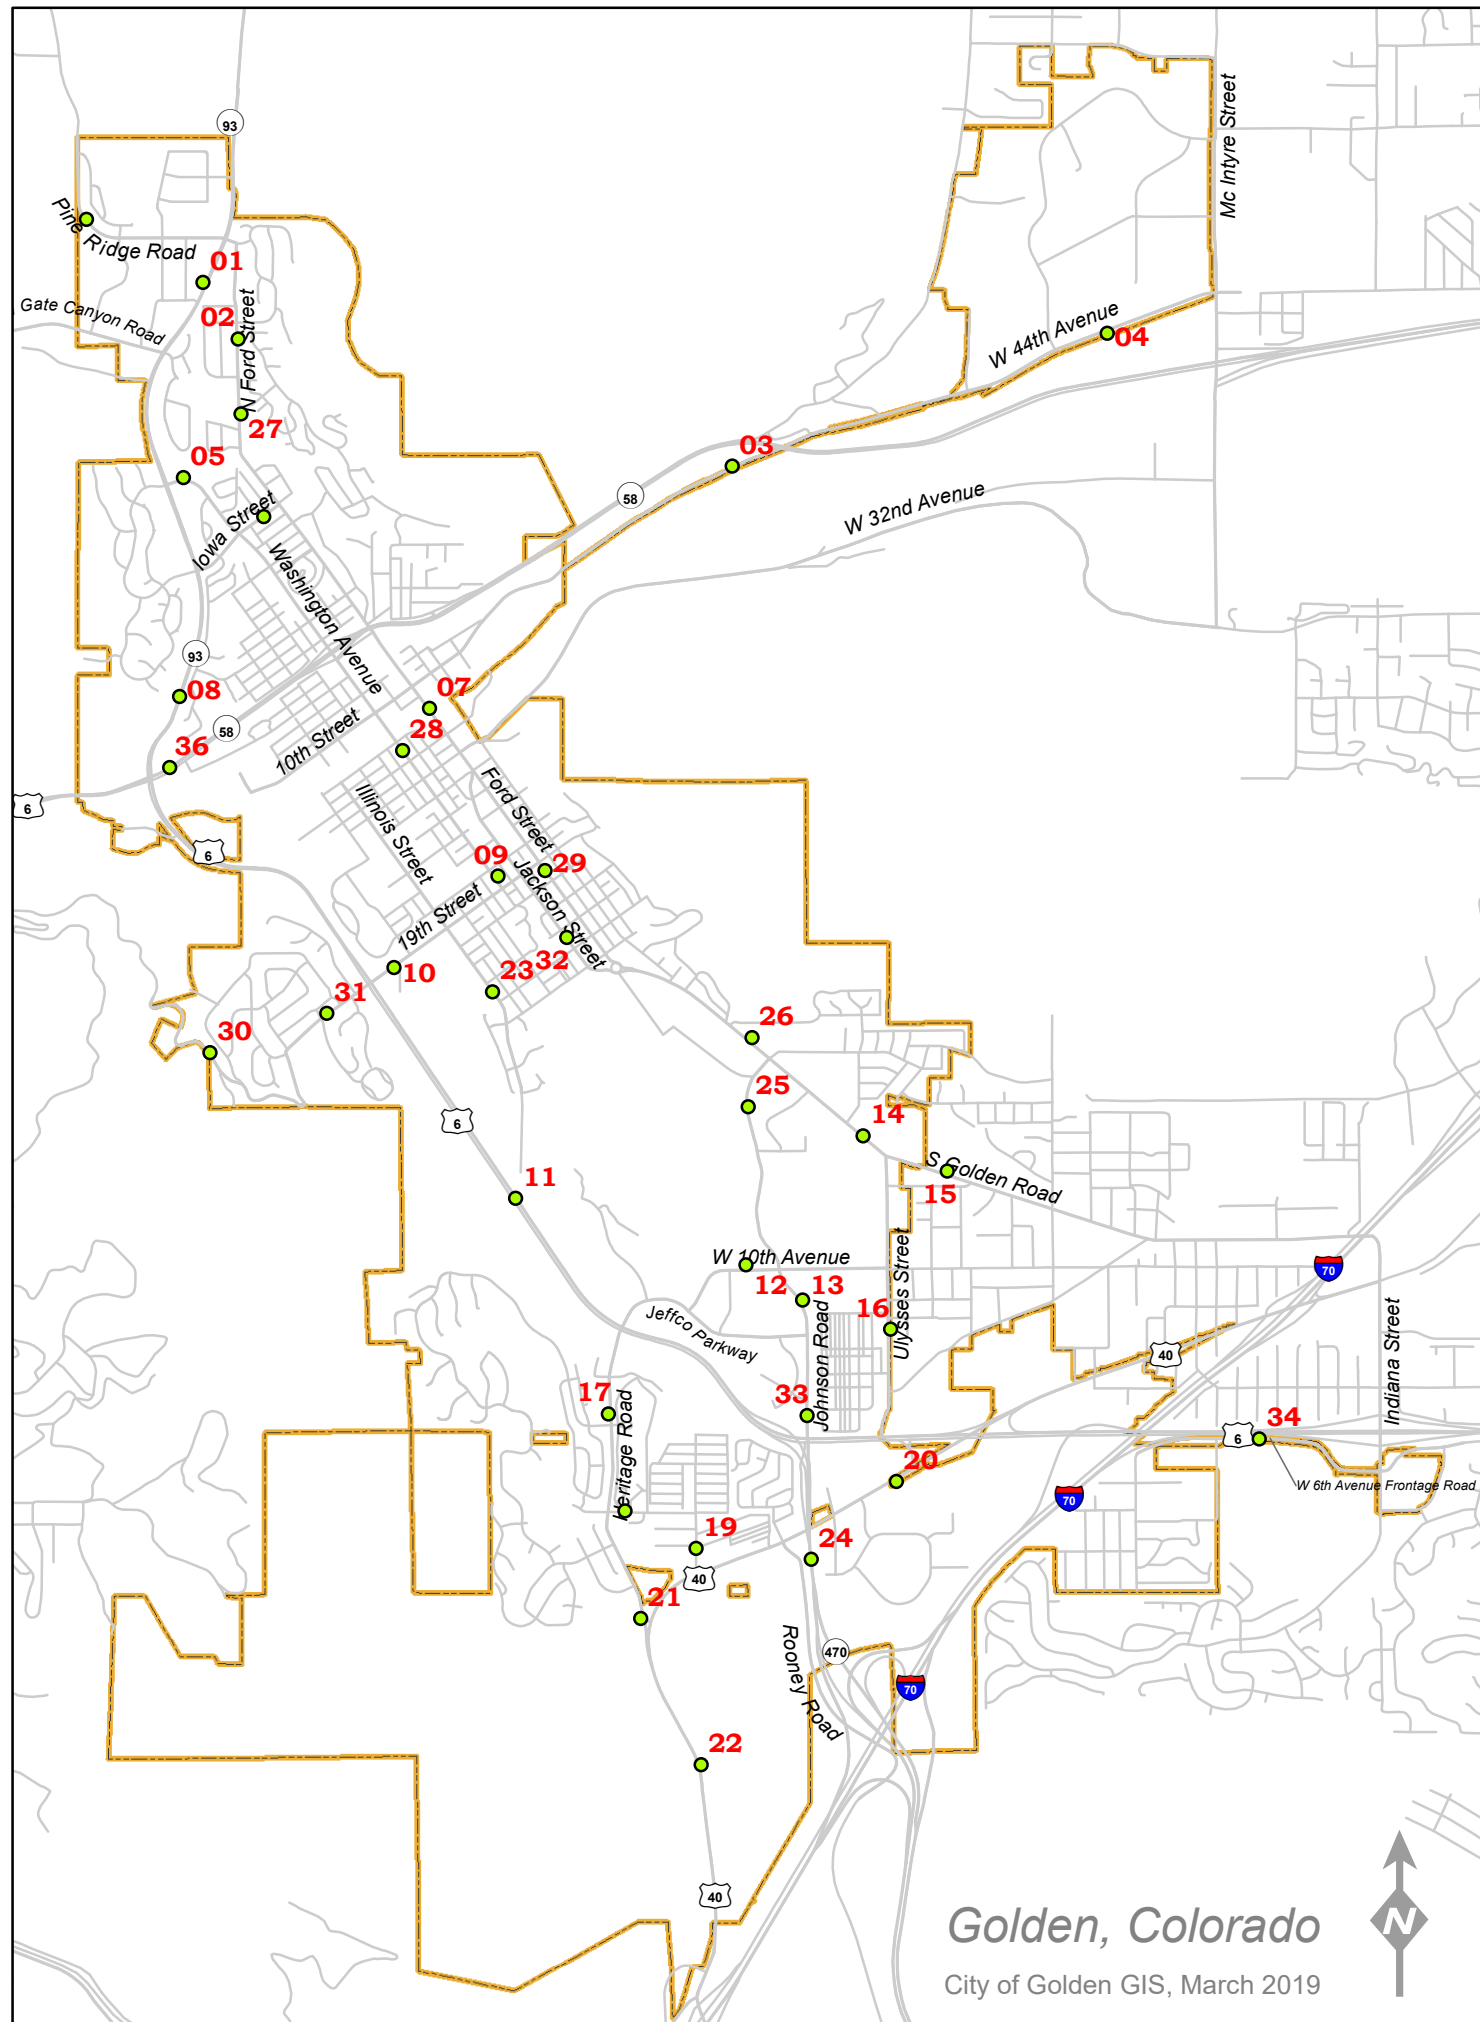 93
Mc Intyre Street
Pine Ridge Road
01
Gate Canyon Road
02
N Ford Street
W 44th Avenue
04
27
05
03
58
W 32nd Avenue
Iowa Street
Washington Avenue
93
08
07
58
28
36
10th Street
6
Ford Street
Illinois Street
6
09
29
Jackson Street
19th Street
32
10
23
31
30
26
25
6
14
S Golden Road
15
11
W 10th Avenue
Ulysses Street
70
12
13
16
Jeffco Parkway
Johnson Road
Indiana Street
40
17
Heritage Road
33
34
6
20
W 6th Avenue Frontage Road
70
19
24
40
21
Rooney Road
470
70
22
40
Golden, Colorado
N
City of Golden GIS, March 2019